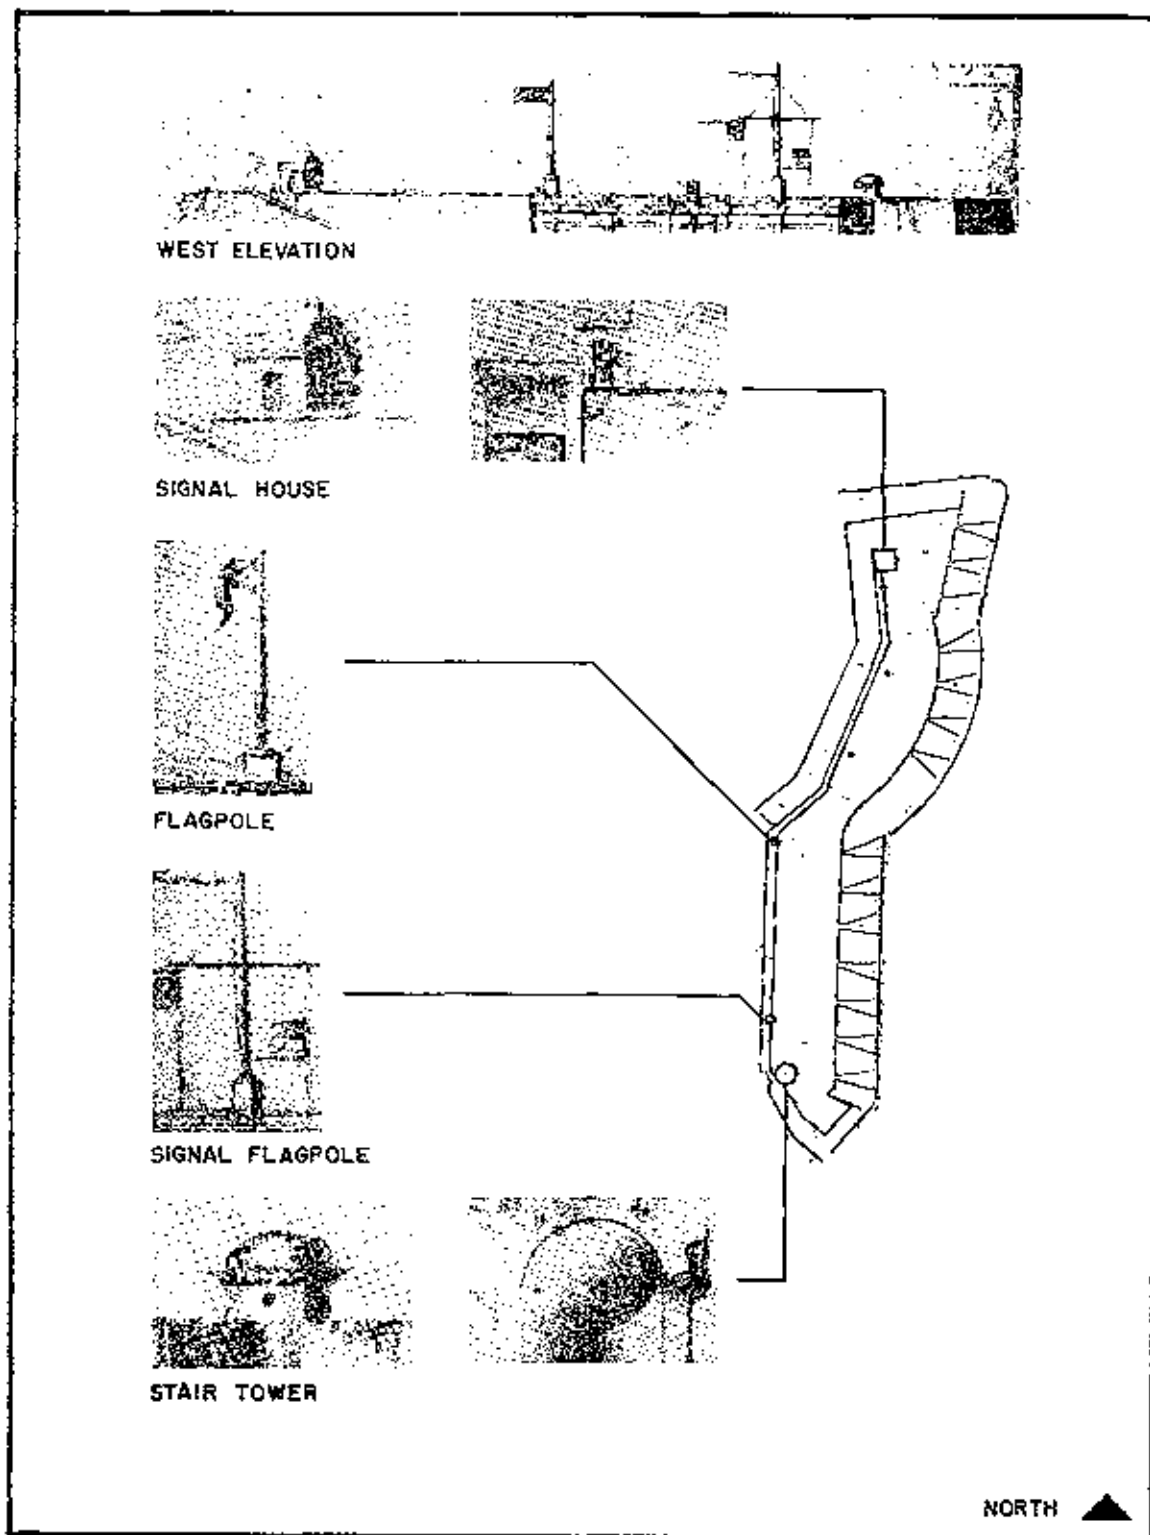 WEST ELEVATION
SIGNAL HOUSE
FLAGPOLE
SIGNAL FLAGPOLE
STAIR TOWER
NORTH